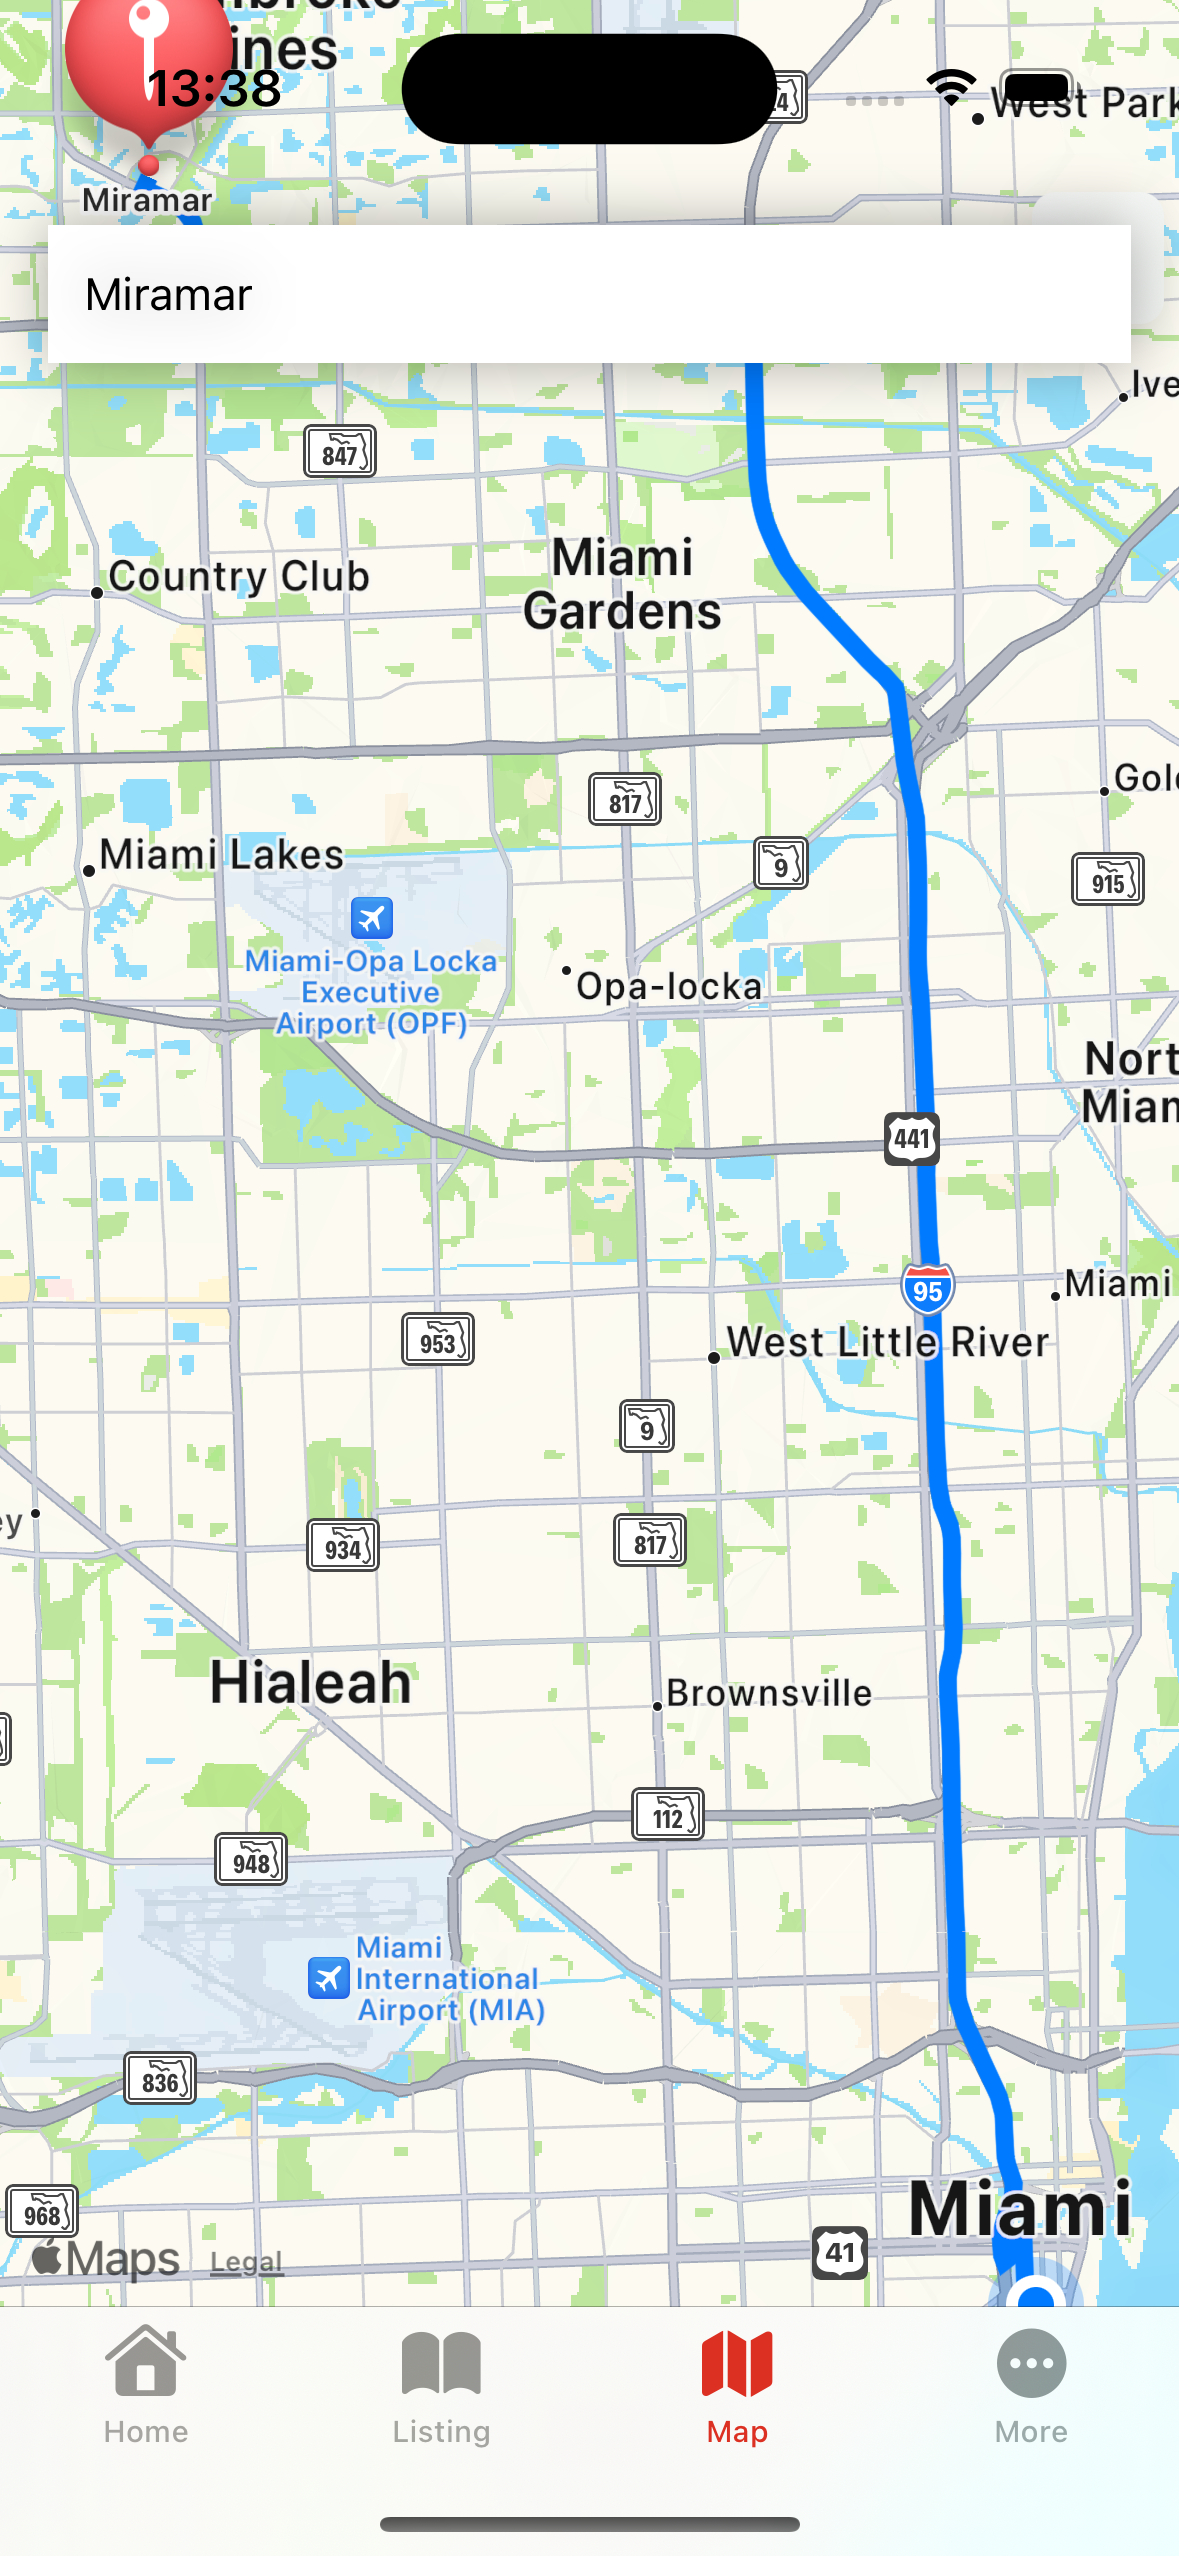 ines
13:38
West Park
Miramar
Miramar
847
Country Club
Miami
Gardens
817
Miami Lakes
9
915
Miami-Opa Locka
Executive
Airport (OPF)
Opa-locka
441
95
Miami
953
West Little River
9
934
817
Hialeah
Brownsville
112
948
Miami
International
Airport (MIA)
836
968
Miami
41
Maps
Legal
Home
Listing
Map
More